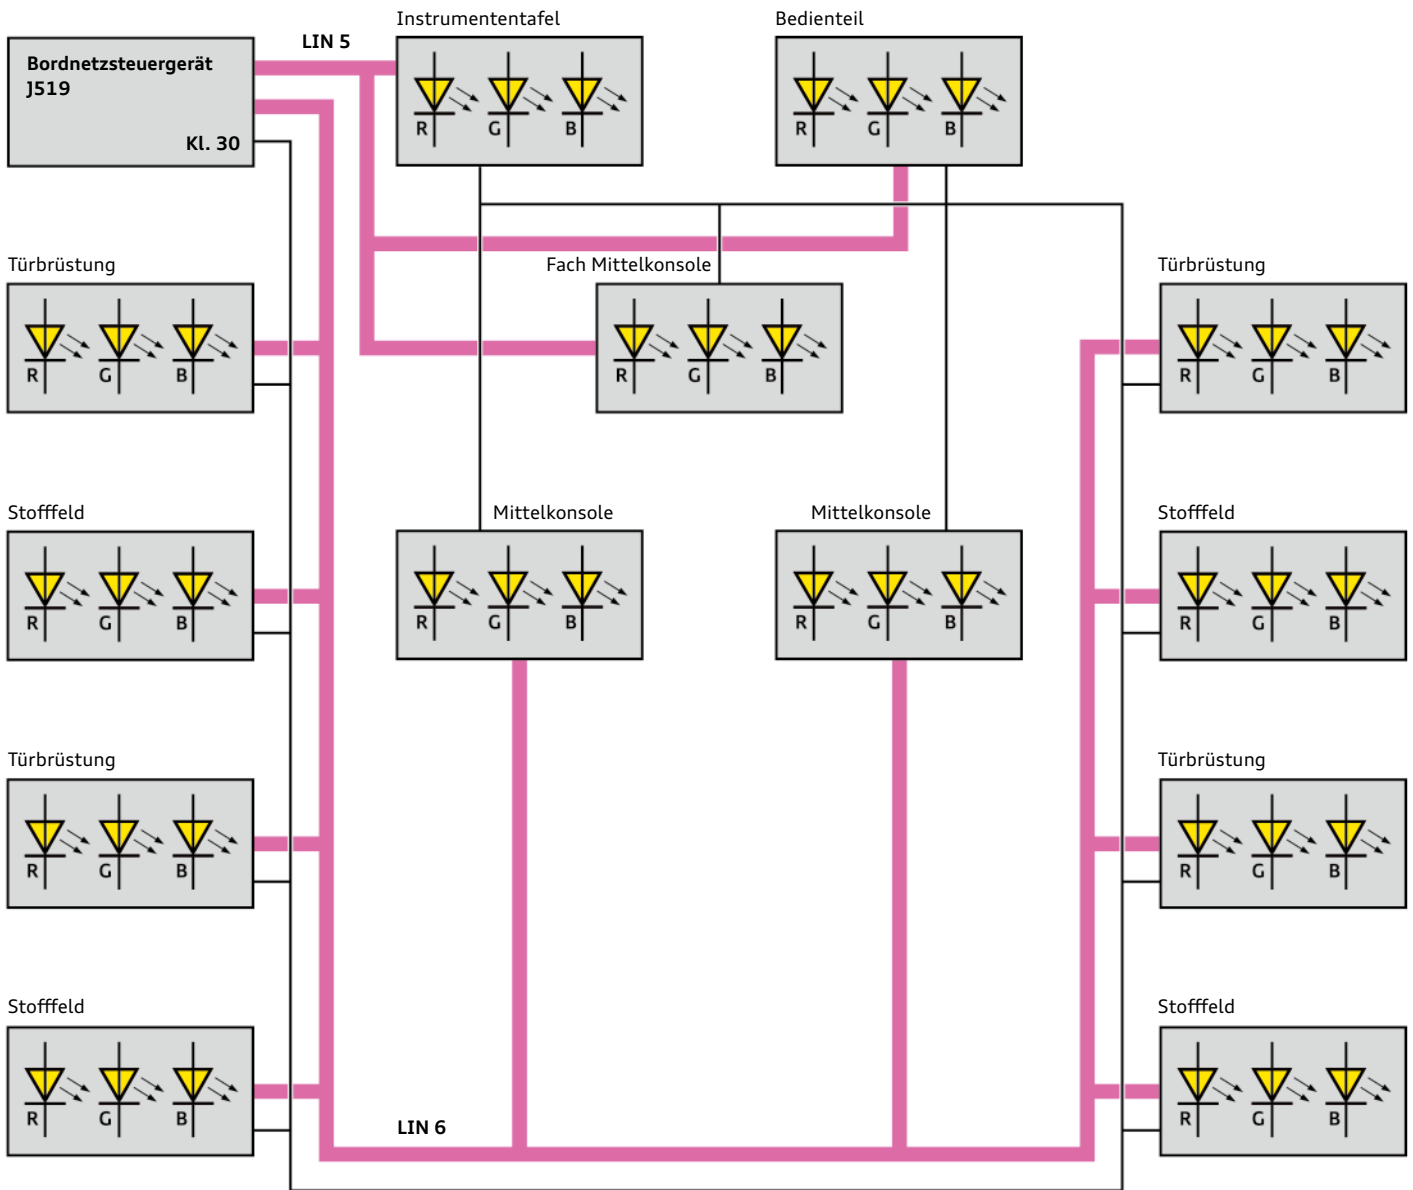 Instrumententafel
Bedienteil
LIN 5
Bordnetzsteuergerät
J519
Kl. 30
R G B
R G B
Türbrüstung
Fach Mittelkonsole
Türbrüstung
R G B
R G B
R G B
Stofffeld
Mittelkonsole
Mittelkonsole
Stofffeld
R G B
R G B
R G B
R G B
Türbrüstung
Türbrüstung
R G B
R G B
Stofffeld
Stofffeld
R G B
R G B
LIN 6